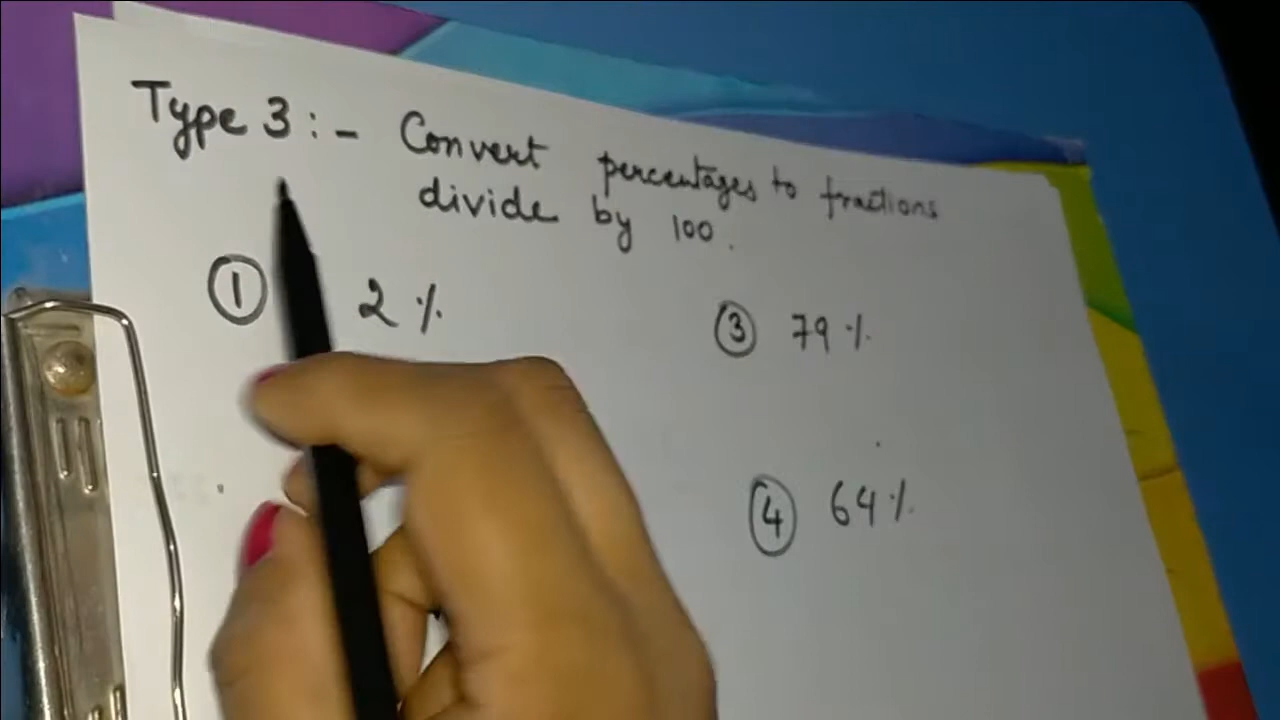 Type 3 :- Convert percentages to fractions
divide by 100.
① 2%
③ 79%
④ 64%